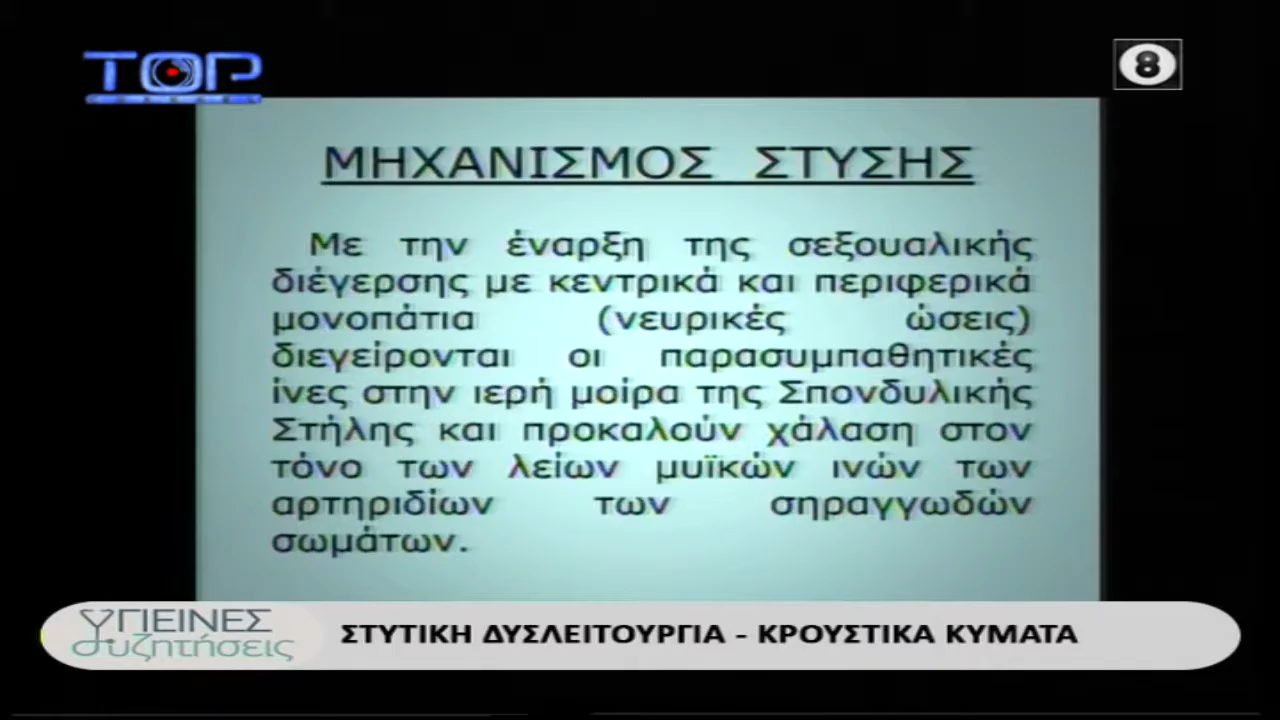 TOP
8
ΜΗΧΑΝΙΣΜΟΣ ΣΤΥΣΗΣ
Με την έναρξη της σεξουαλικής
διέγερσης με κεντρικά και περιφερικά
μονοπάτια (νευρικές ώσεις)
διεγείρονται οι παρασυμπαθητικές
ίνες στην ιερή μοίρα της Σπονδυλικής
Στήλης και προκαλούν χάλαση στον
τόνο των λείων μυϊκών ινών των
αρτηριδίων των σηραγγωδών
σωμάτων.
ΥΓΙΕΙΝΕΣ
συζητήσεις
ΣΤΥΤΙΚΗ ΔΥΣΛΕΙΤΟΥΡΓΙΑ - ΚΡΟΥΣΤΙΚΑ ΚΥΜΑΤΑ